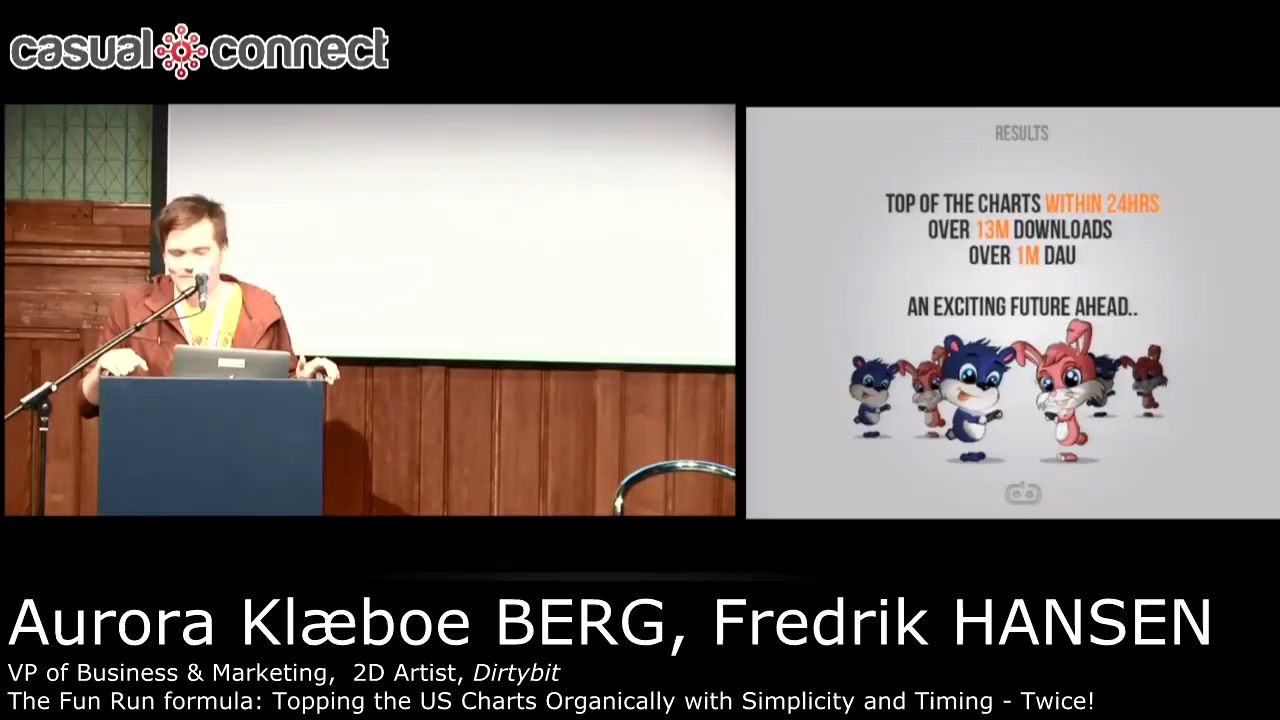 casual connect
RESULTS
TOP OF THE CHARTS WITHIN 24HRS
OVER 13M DOWNLOADS
OVER 1M DAU
AN EXCITING FUTURE AHEAD..
Aurora Klæboe BERG, Fredrik HANSEN
VP of Business & Marketing, 2D Artist, Dirtybit
The Fun Run formula: Topping the US Charts Organically with Simplicity and Timing - Twice!